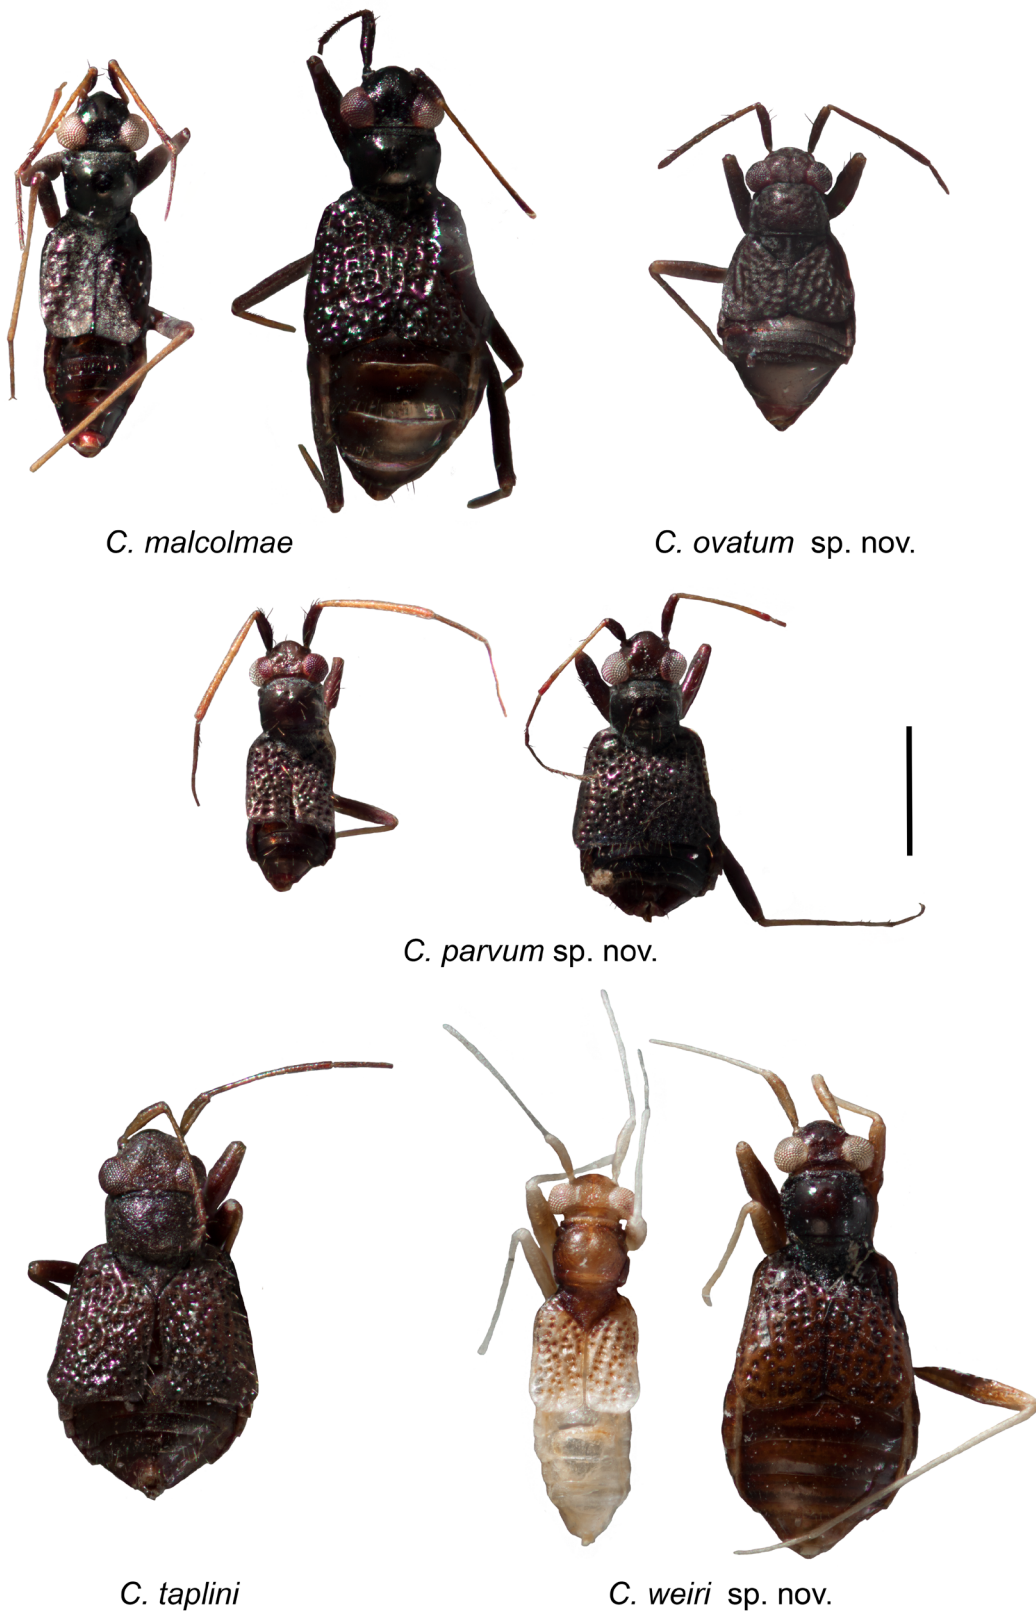 C. malcolmae
C. ovatum sp. nov.
C. parvum sp. nov.
C. taplini
C. weiri sp. nov.